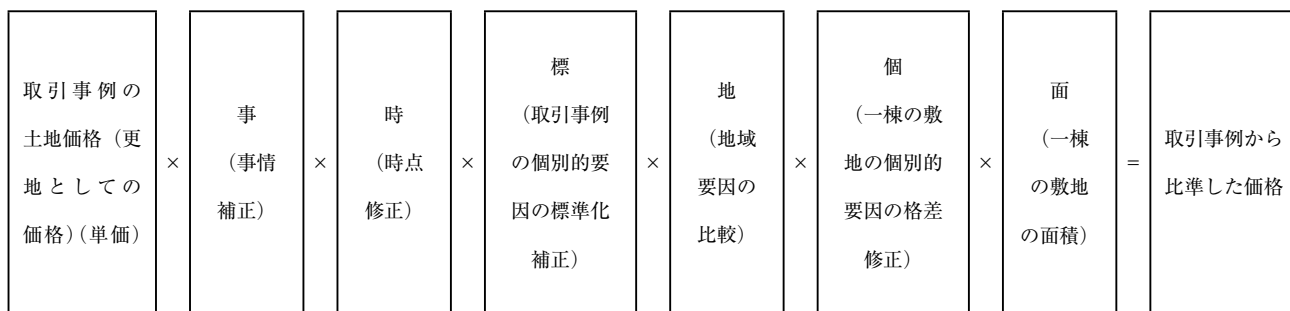 取引事例の
土地価格（更
地としての
価格）（単価）
×
事
（事情
補正）
×
時
（時点
修正）
×
標
（取引事例
の個別的要
因の標準化
補正）
×
地
（地域
要因の
比較）
×
個
（一棟の敷
地の個別的
要因の格差
修正）
×
面
（一棟
の敷地
の面積）
=
取引事例から
比準した価格